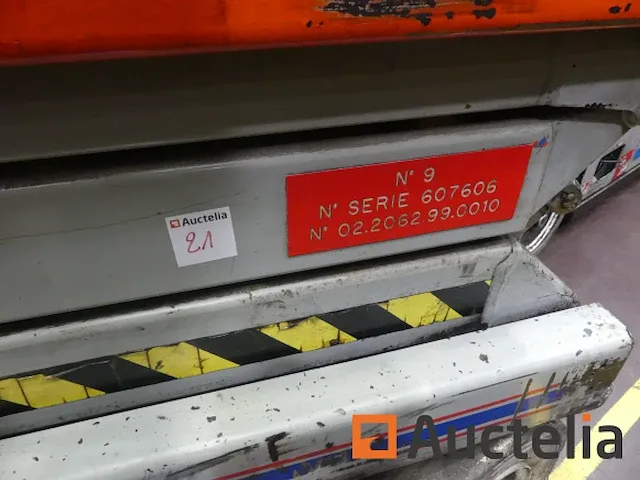 N° 9
N° SERIE 607606
N° 02.2062.99.0010
Auctelia
21
Auctelia